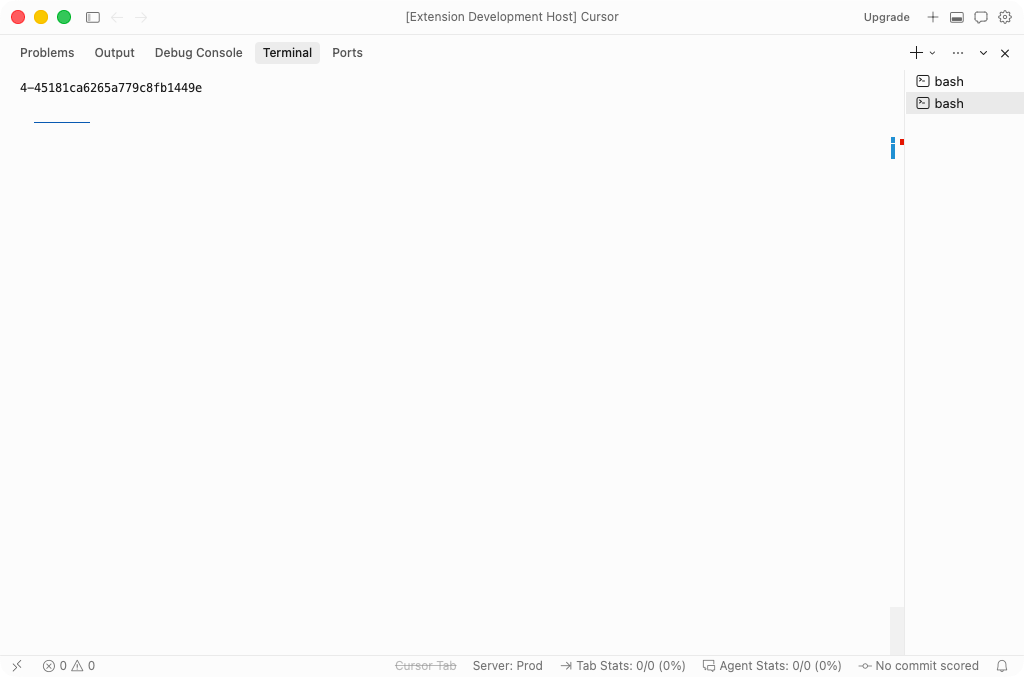 [Extension Development Host] Cursor
Upgrade
Problems Output Debug Console Terminal Ports
4–45181ca6265a779c8fb1449e
bash
bash
0 0 Cursor Tab Server: Prod Tab Stats: 0/0 (0%) Agent Stats: 0/0 (0%) No commit scored